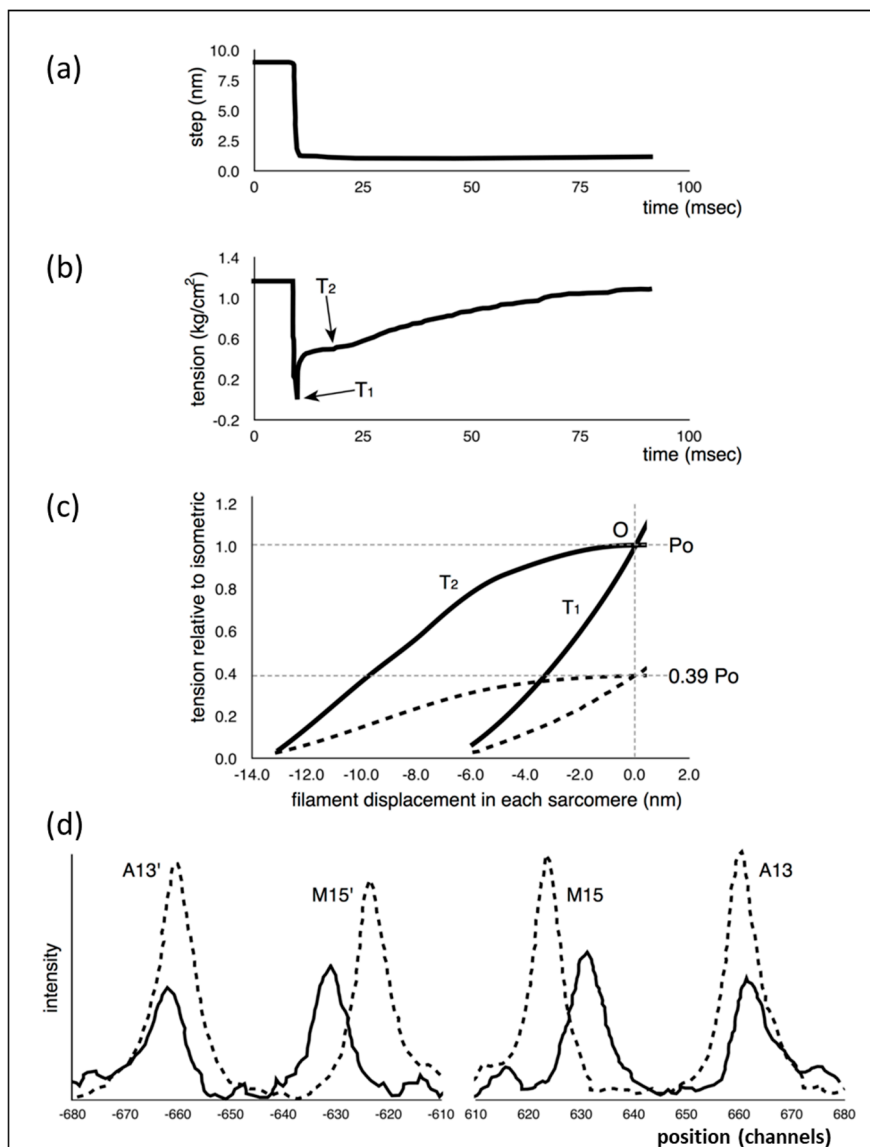 (a)
step (nm)
10.0
7.5
5.0
2.5
0.0
0 25 50 75 100
time (msec)
(b)
tension (kg/cm²)
1.4
1.0
0.6
0.2
-0.2
T₂
T₁
0 25 50 75 100
time (msec)
(c)
tension relative to isometric
1.2
1.0
0.8
0.6
0.4
0.2
0.0
O
Po
T₂
T₁
0.39 Po
-14.0 -12.0 -10.0 -8.0 -6.0 -4.0 -2.0 0.0 2.0
filament displacement in each sarcomere (nm)
(d)
intensity
A13' M15' M15 A13
-680 -670 -660 -650 -640 -630 -620 -610 610 620 630 640 650 660 670 680
position (channels)